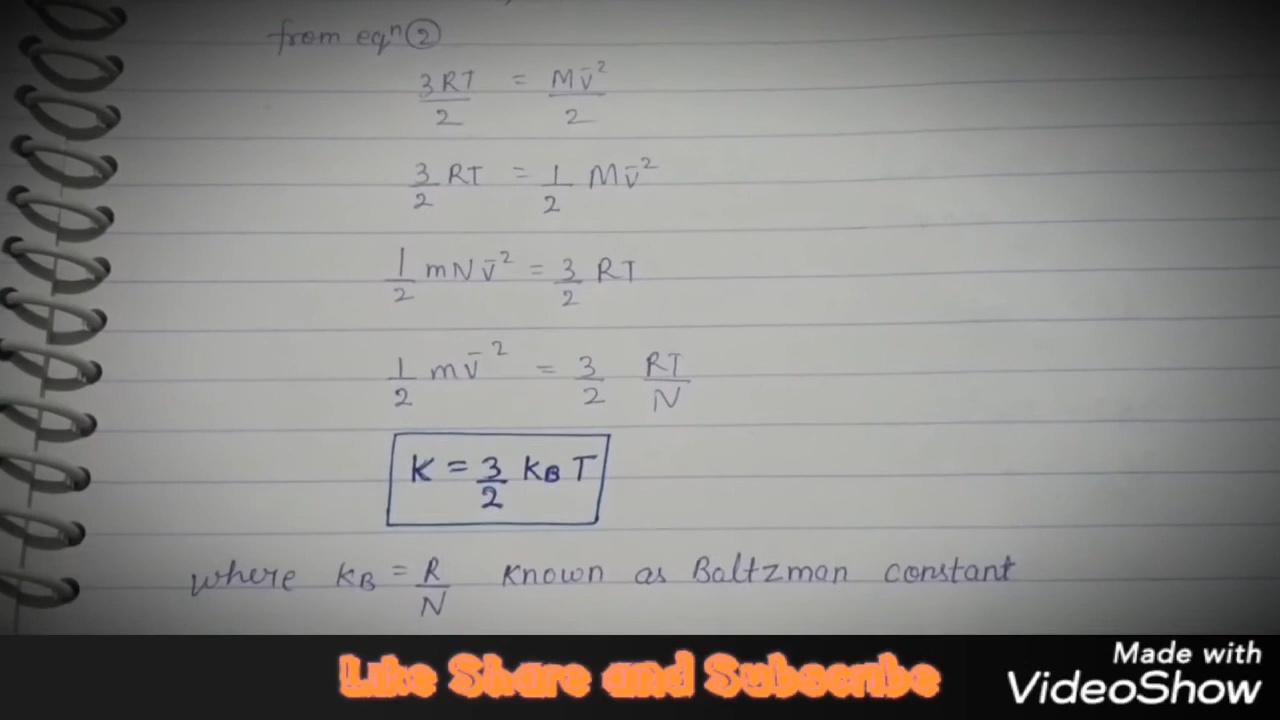 from eqⁿ ②
3RT/2 = Mv̄²/2
3/2 RT = 1/2 Mv̄²
1/2 mNv̄² = 3/2 RT
1/2 mv̄² = 3/2 RT/N
K = 3/2 kB T
where kB = R/N known as Baltzman constant
Like Share and Subscribe
Made with
VideoShow